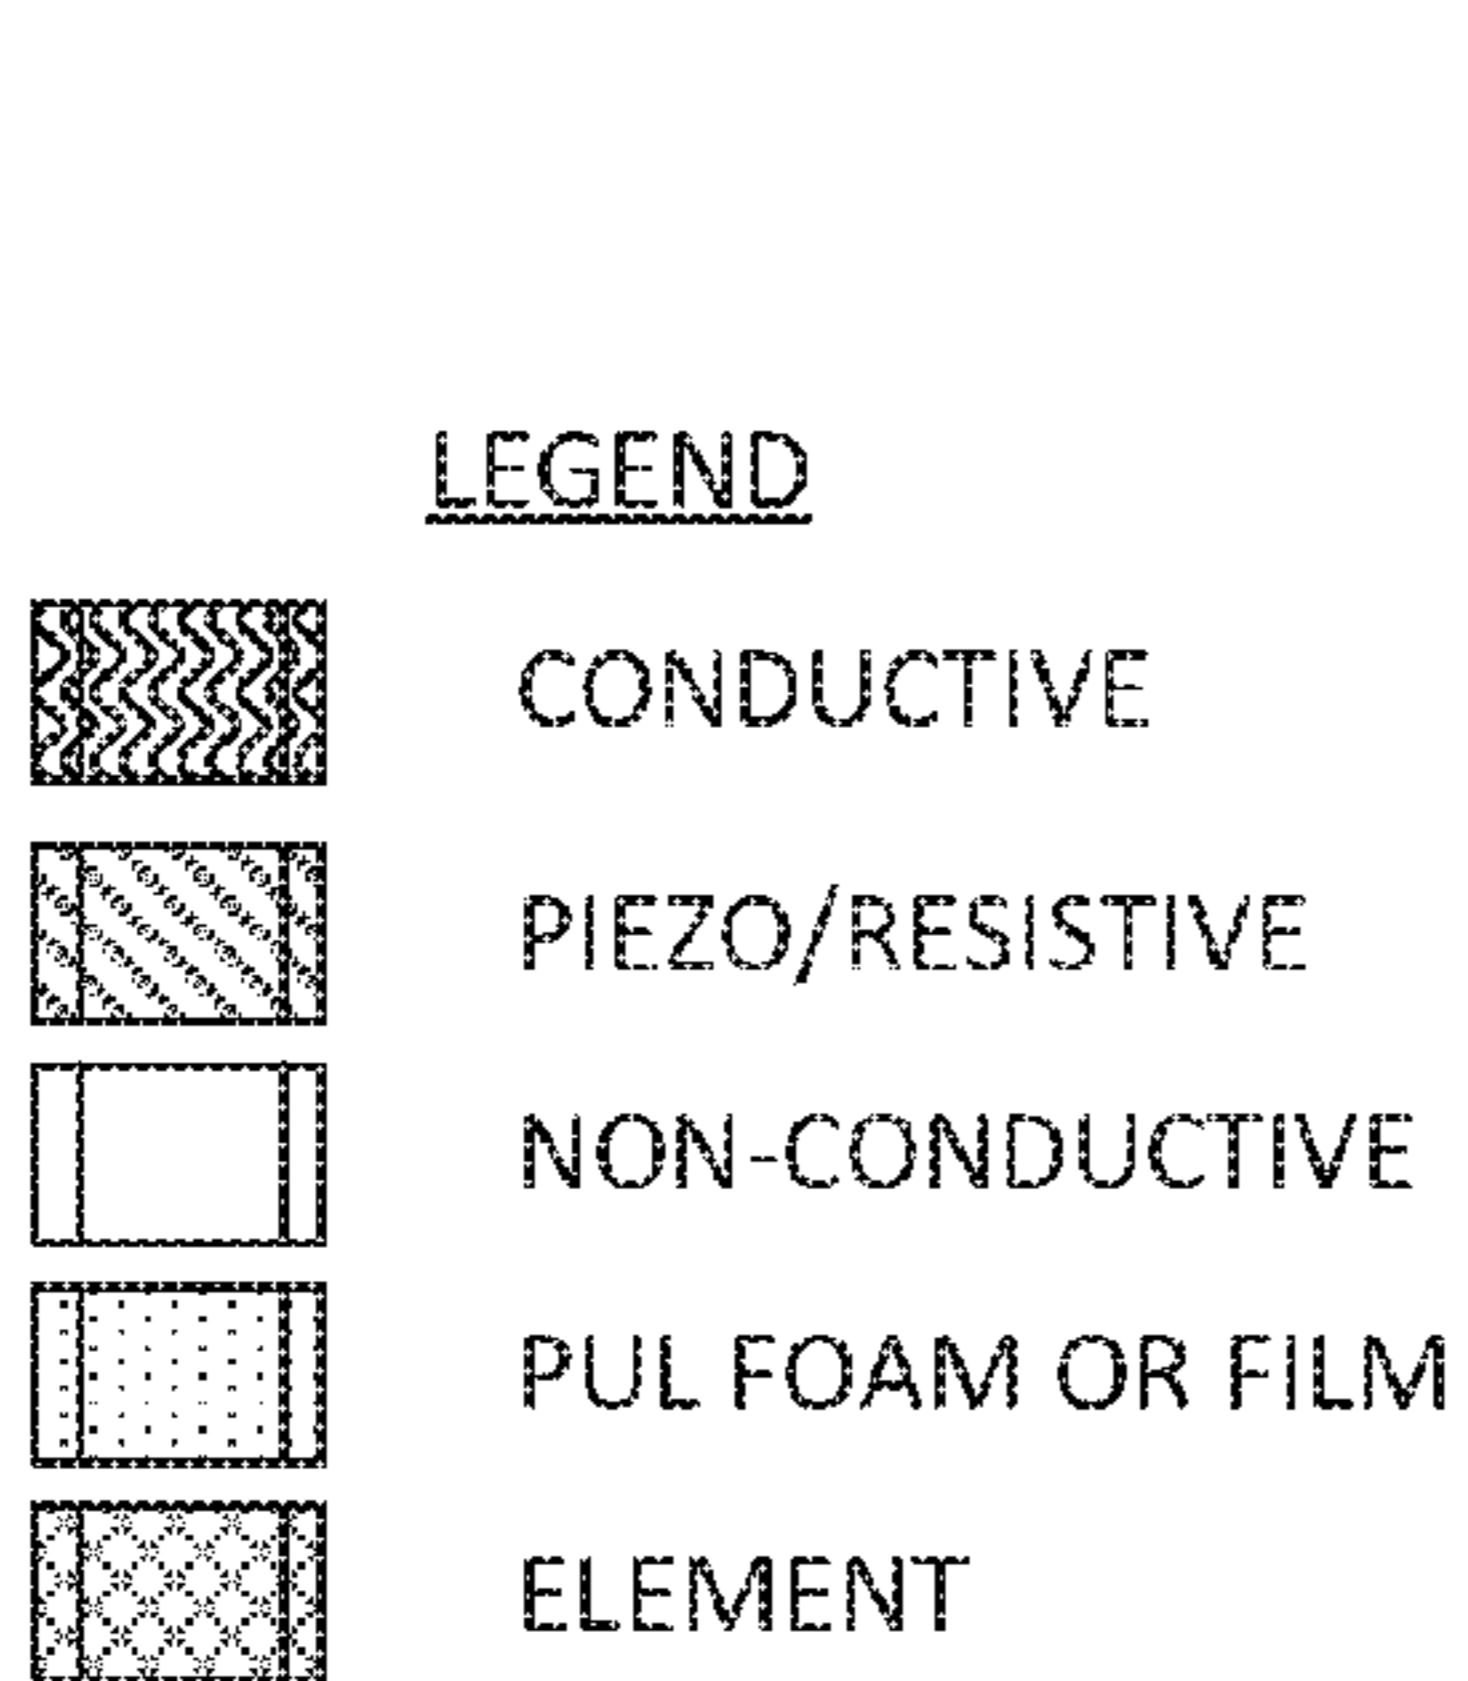 LEGEND
CONDUCTIVE
PIEZO/RESISTIVE
NON-CONDUCTIVE
PUL FOAM OR FILM
ELEMENT